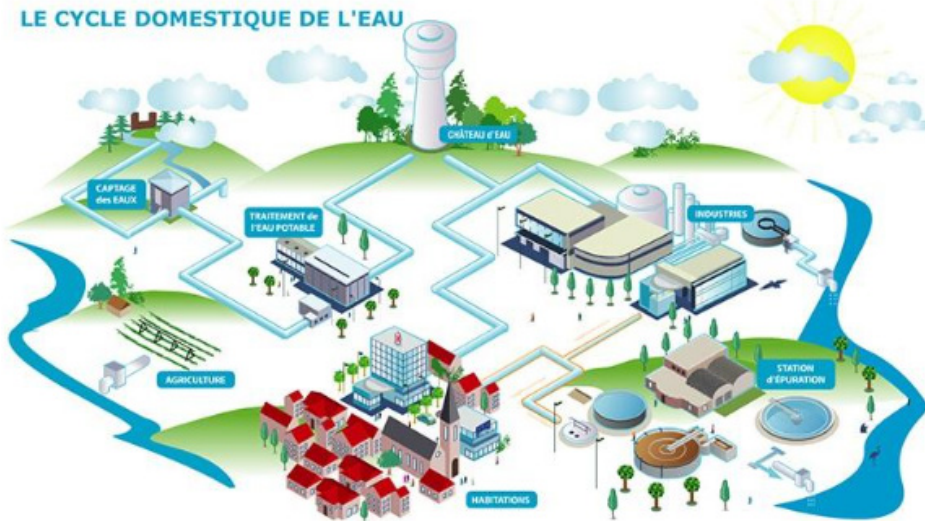 LE CYCLE DOMESTIQUE DE L'EAU
CHÂTEAU d'EAU
CAPTAGE
des EAUX
TRAITEMENT de
l'EAU POTABLE
INDUSTRIES
AGRICULTURE
STATION
d'ÉPURATION
HABITATIONS